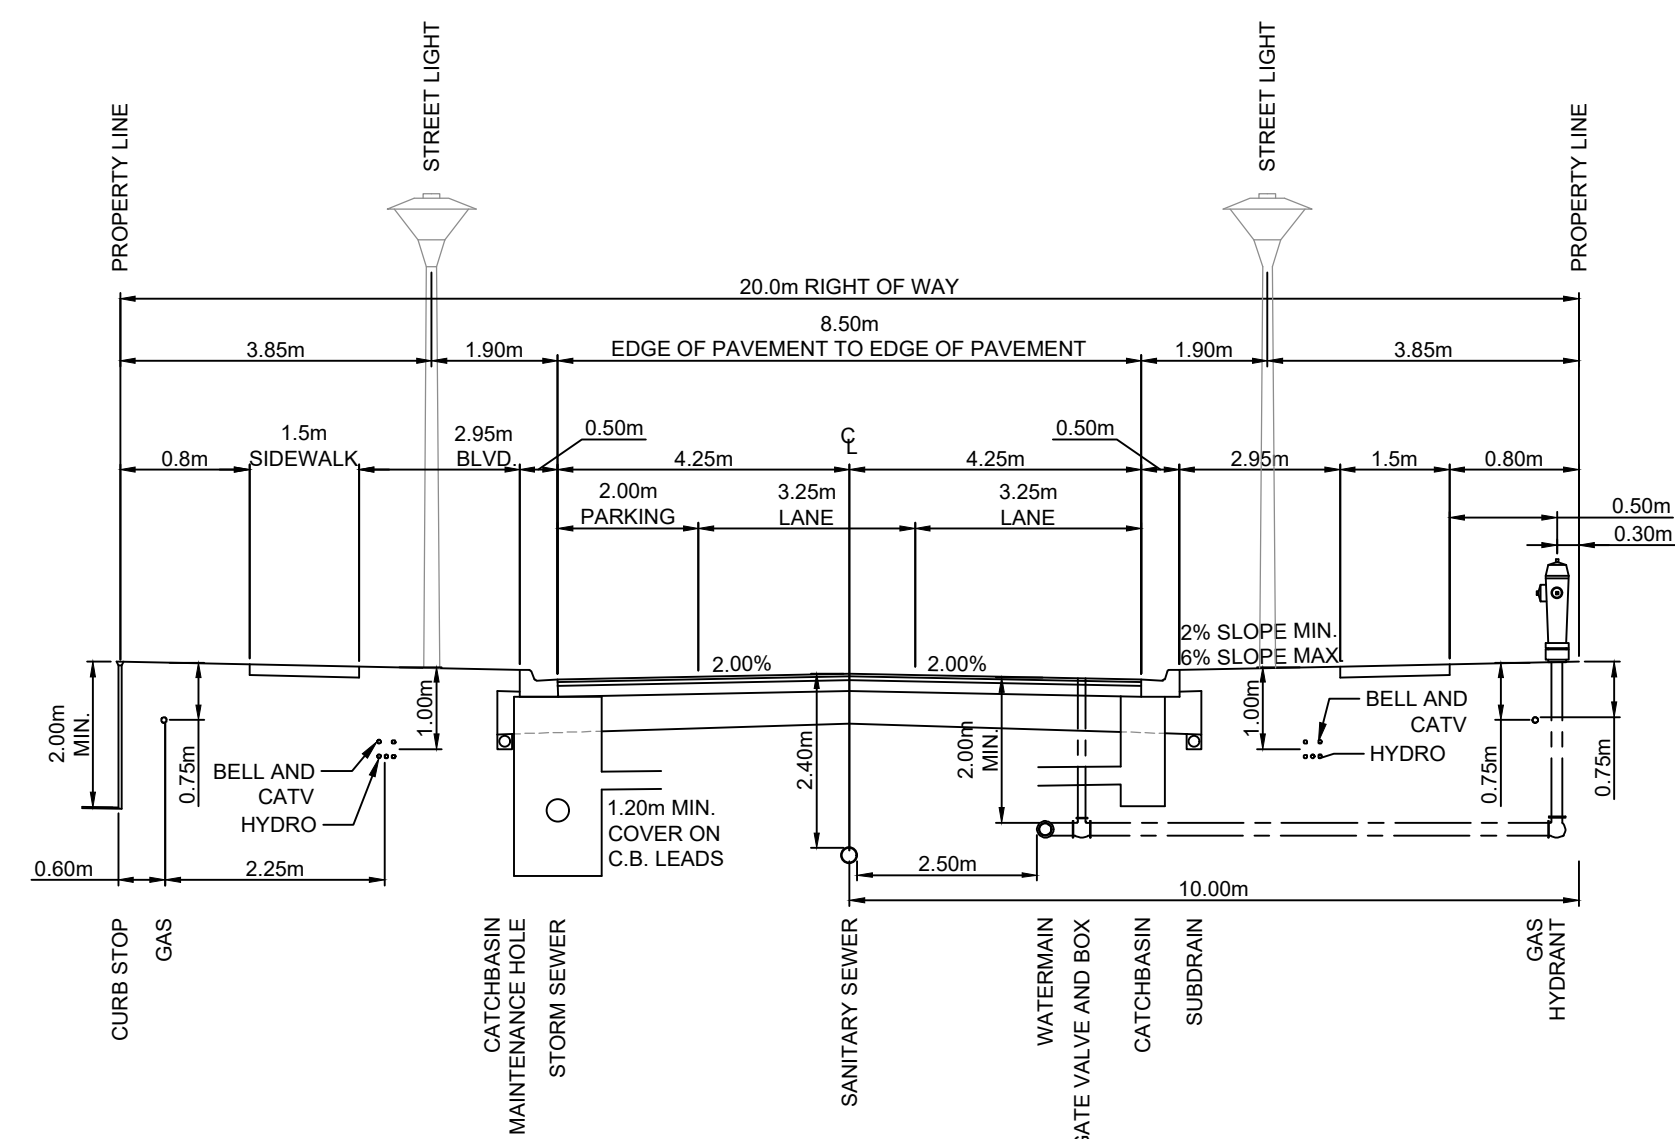 STREET LIGHT
STREET LIGHT
PROPERTY LINE
PROPERTY LINE
20.0m RIGHT OF WAY
8.50m
EDGE OF PAVEMENT TO EDGE OF PAVEMENT
3.85m
1.90m
1.90m
3.85m
0.8m
1.5m
SIDEWALK
2.95m
BLVD.
0.50m
4.25m
CL
4.25m
0.50m
2.95m
1.5m
0.80m
2.00m
PARKING
3.25m
LANE
3.25m
LANE
0.50m
0.30m
2.00%
2.00%
2% SLOPE MIN.
6% SLOPE MAX
2.00m
MIN.
0.75m
1.00m
BELL AND
CATV
HYDRO
1.20m MIN.
COVER ON
C.B. LEADS
2.40m
2.00m
MIN.
1.00m
BELL AND
CATV
HYDRO
0.75m
0.75m
0.60m
2.25m
2.50m
10.00m
CURB STOP
GAS
CATCHBASIN
MAINTENANCE HOLE
STORM SEWER
SANITARY SEWER
WATERMAIN
GATE VALVE AND BOX
CATCHBASIN
SUBDRAIN
GAS
HYDRANT